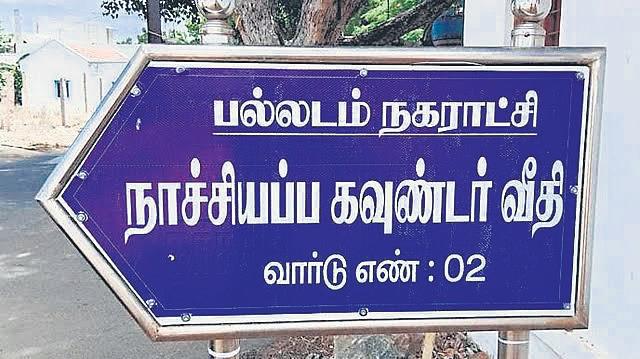 பல்லடம் நகராட்சி
நாச்சியப்ப கவுண்டர் வீதி
வார்டு எண் : 02